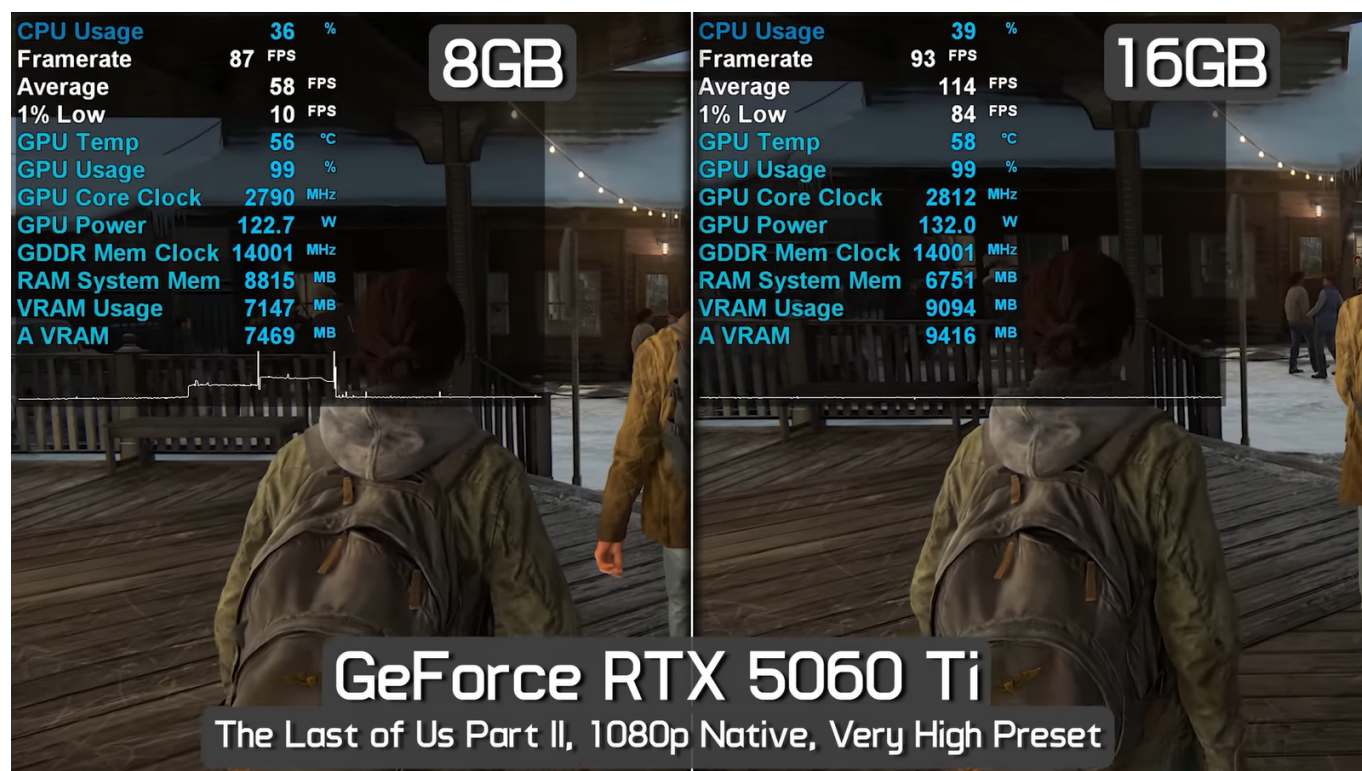 CPU Usage 36 %
Framerate 87 FPS
Average 58 FPS
1% Low 10 FPS
GPU Temp 56 °C
GPU Usage 99 %
GPU Core Clock 2790 MHz
GPU Power 122.7 W
GDDR Mem Clock 14001 MHz
RAM System Mem 8815 MB
VRAM Usage 7147 MB
A VRAM 7469 MB
8GB
CPU Usage 39 %
Framerate 93 FPS
Average 114 FPS
1% Low 84 FPS
GPU Temp 58 °C
GPU Usage 99 %
GPU Core Clock 2812 MHz
GPU Power 132.0 W
GDDR Mem Clock 14001 MHz
RAM System Mem 6751 MB
VRAM Usage 9094 MB
A VRAM 9416 MB
16GB
GeForce RTX 5060 Ti
The Last of Us Part II, 1080p Native, Very High Preset